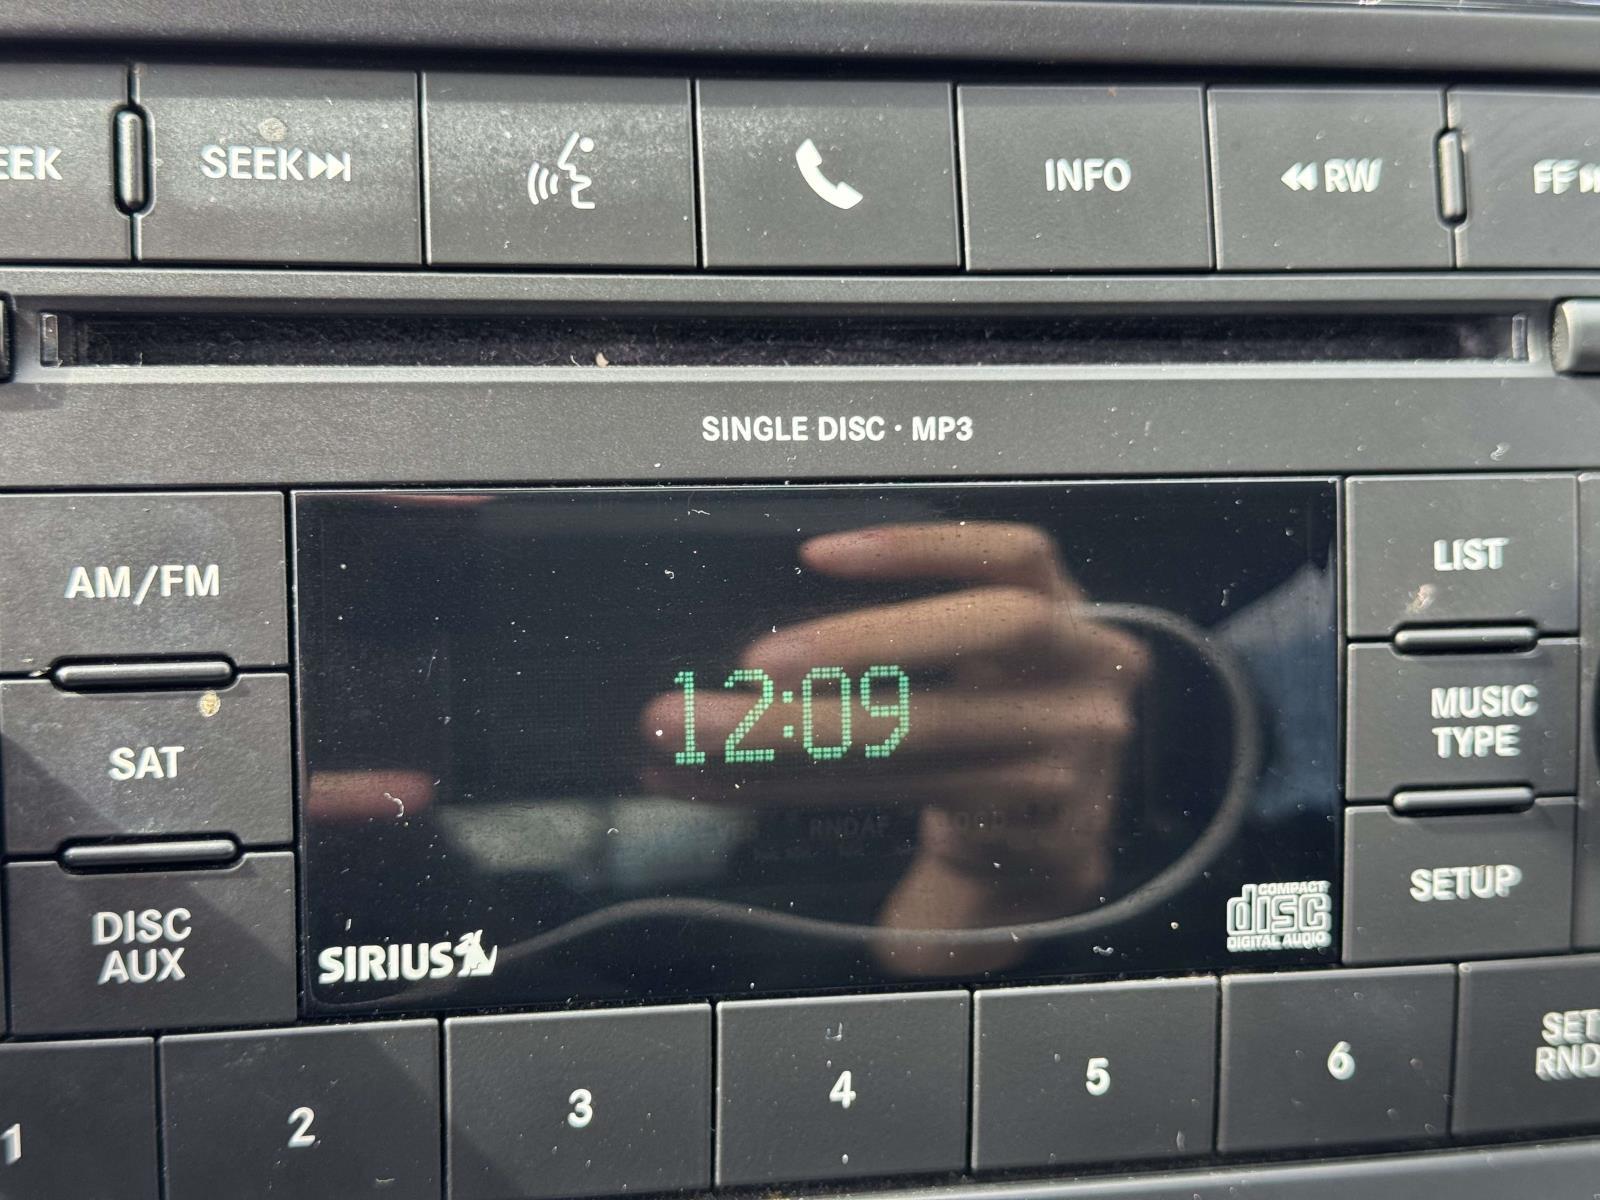 EEK
SEEK
INFO
RW
FF
SINGLE DISC · MP3
AM/FM
LIST
12:09
SAT
MUSIC
TYPE
RNDAF
SETUP
DISC
AUX
SIRIUS
COMPACT
disc
DIGITAL AUDIO
1
2
3
4
5
6
SET
RND